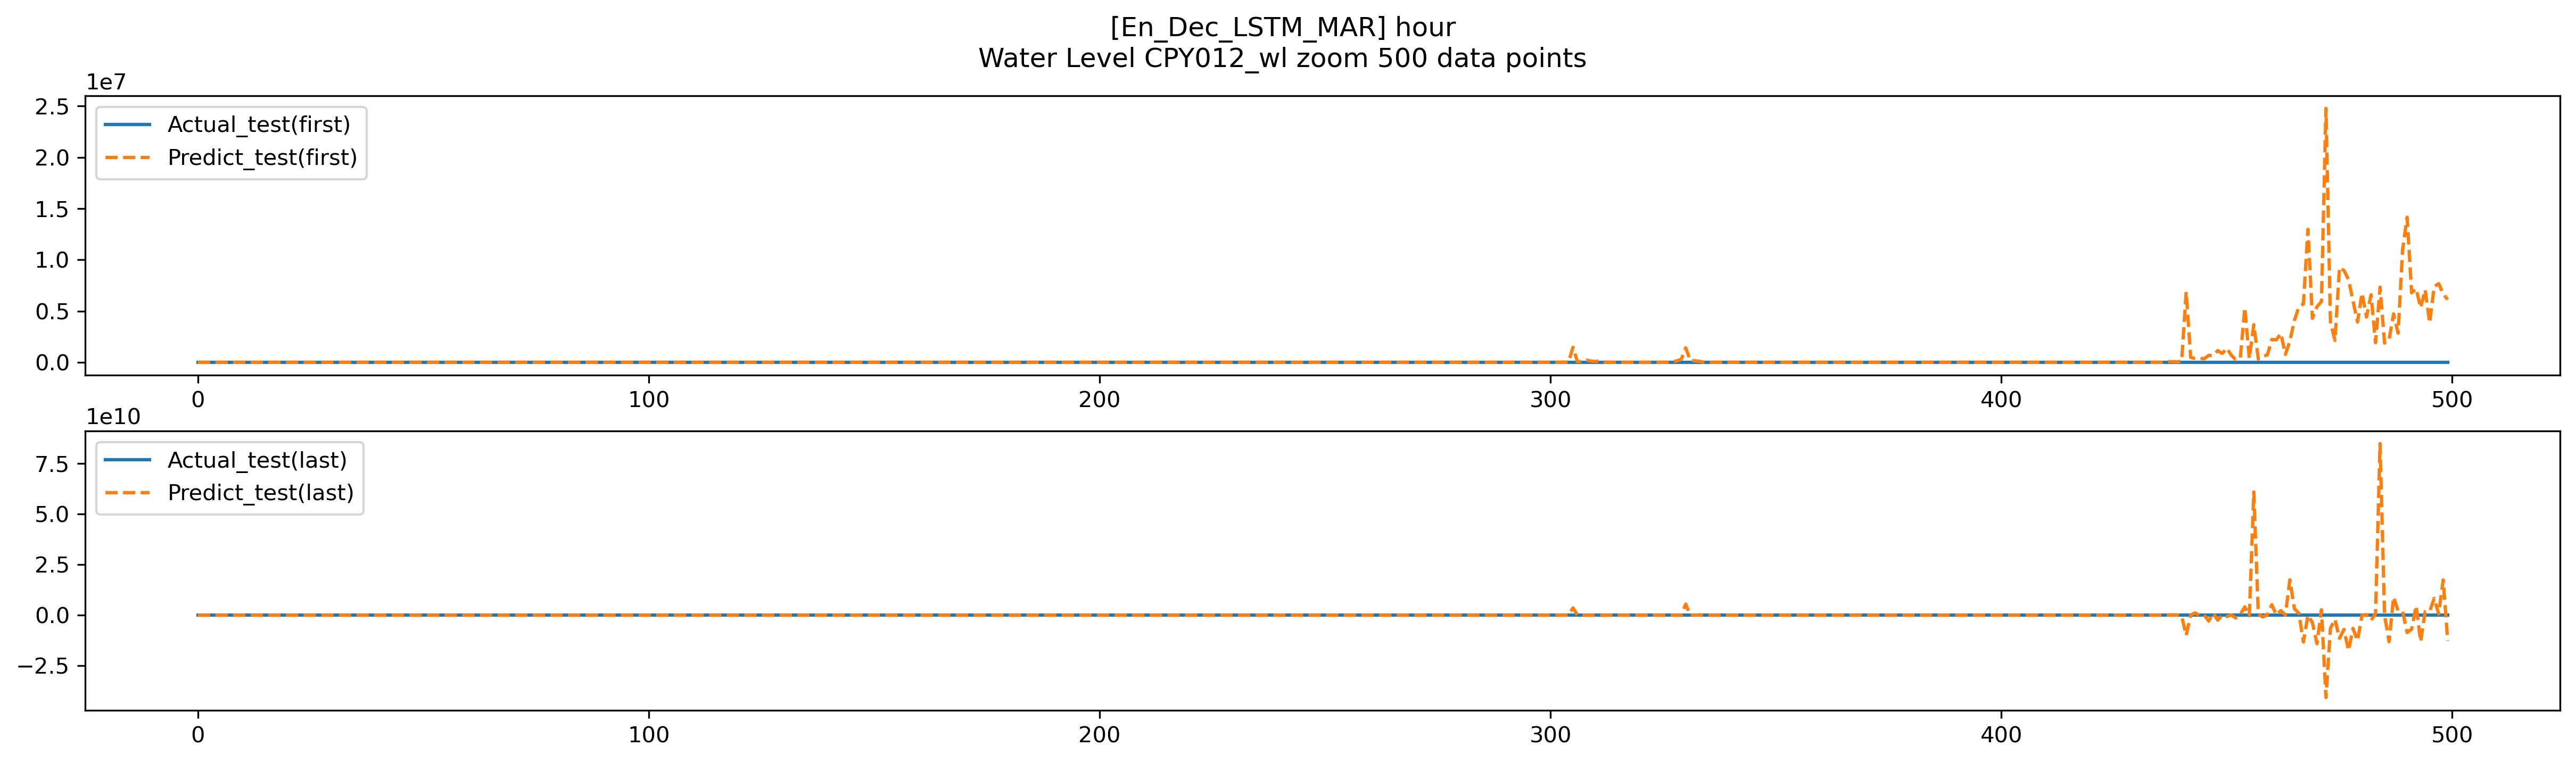 [En_Dec_LSTM_MAR] hour
Water Level CPY012_wl zoom 500 data points
1e7
2.5
2.0
1.5
1.0
0.5
0.0
Actual_test(first)
Predict_test(first)
0 100 200 300 400 500
1e10
7.5
5.0
2.5
0.0
−2.5
Actual_test(last)
Predict_test(last)
0 100 200 300 400 500